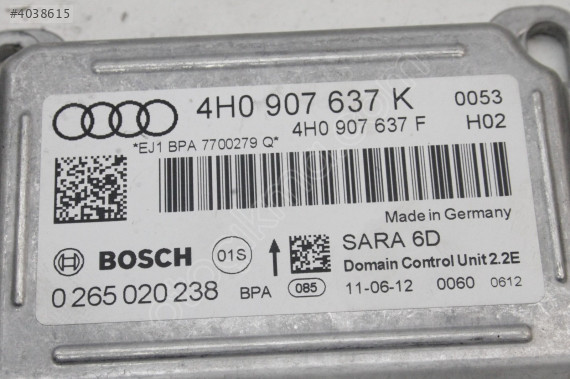 #4038615
4H0 907 637 K 0053
4H0 907 637 F H02
*EJ1 BPA 7700279 Q*
Made in Germany
BOSCH 01S SARA 6D
Domain Control Unit 2.2E
0 265 020 238 BPA 085 11-06-12 0060 0612